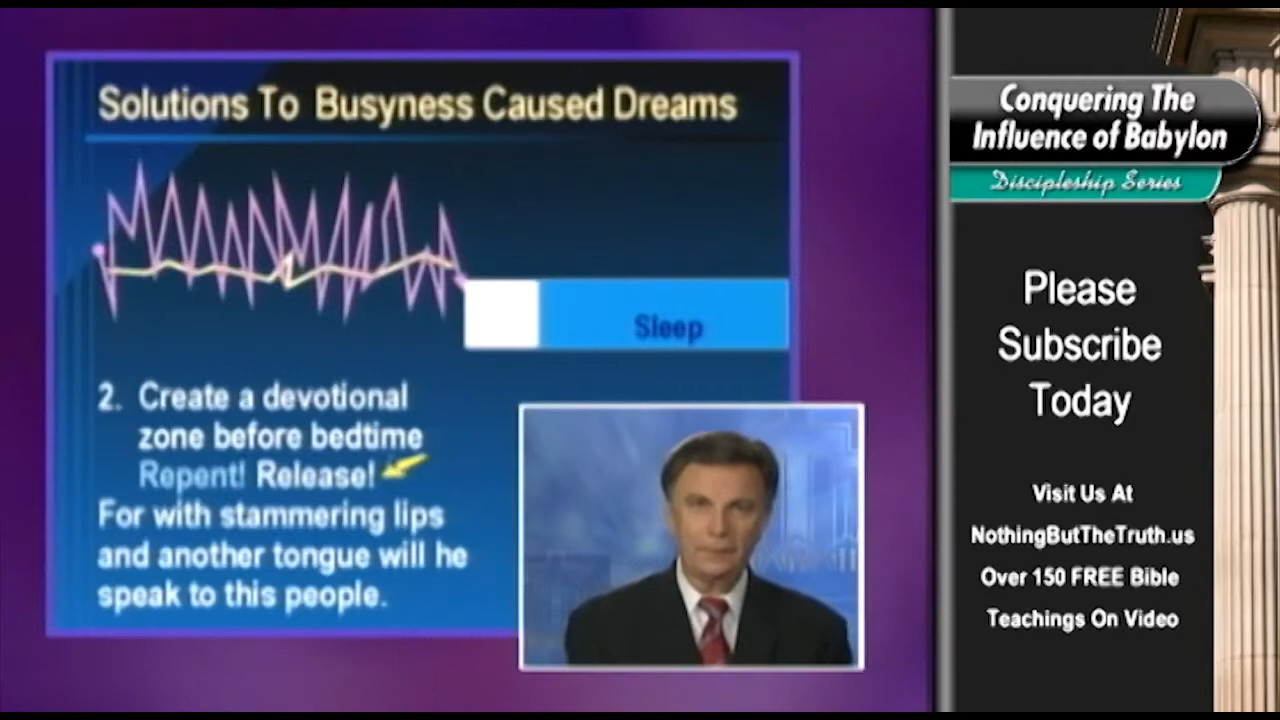 Solutions To Busyness Caused Dreams
Sleep
2. Create a devotional
zone before bedtime
Repent! Release!
For with stammering lips
and another tongue will he
speak to this people.
Conquering The
Influence of Babylon
Discipleship Series
Please
Subscribe
Today
Visit Us At
NothingButTheTruth.us
Over 150 FREE Bible
Teachings On Video